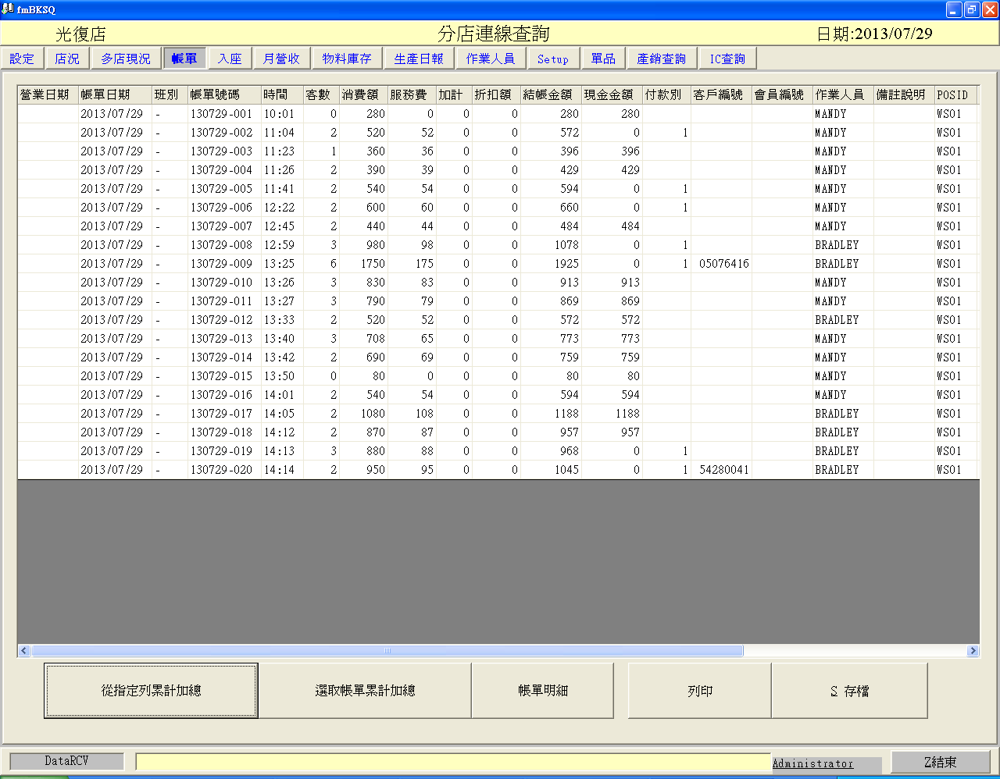 fmBKSQ
光復店 分店連線查詢 日期:2013/07/29
設定 店況 多店現況 帳單 入座 月營收 物料庫存 生產日報 作業人員 Setup 單品 產銷查詢 IC查詢
營業日期 帳單日期 班別 帳單號碼 時間 客數 消費額 服務費 加計 折扣額 結帳金額 現金金額 付款別 客戶編號 會員編號 作業人員 備註說明 POSID
2013/07/29 - 130729-001 10:01 0 280 0 0 0 280 280 MANDY WS01
2013/07/29 - 130729-002 11:04 2 520 52 0 0 572 0 1 MANDY WS01
2013/07/29 - 130729-003 11:23 1 360 36 0 0 396 396 MANDY WS01
2013/07/29 - 130729-004 11:26 2 390 39 0 0 429 429 MANDY WS01
2013/07/29 - 130729-005 11:41 2 540 54 0 0 594 0 1 MANDY WS01
2013/07/29 - 130729-006 12:22 2 600 60 0 0 660 0 1 MANDY WS01
2013/07/29 - 130729-007 12:45 2 440 44 0 0 484 484 MANDY WS01
2013/07/29 - 130729-008 12:59 3 980 98 0 0 1078 0 1 BRADLEY WS01
2013/07/29 - 130729-009 13:25 6 1750 175 0 0 1925 0 1 05076416 BRADLEY WS01
2013/07/29 - 130729-010 13:26 3 830 83 0 0 913 913 MANDY WS01
2013/07/29 - 130729-011 13:27 3 790 79 0 0 869 869 MANDY WS01
2013/07/29 - 130729-012 13:33 2 520 52 0 0 572 572 BRADLEY WS01
2013/07/29 - 130729-013 13:40 3 708 65 0 0 773 773 MANDY WS01
2013/07/29 - 130729-014 13:42 2 690 69 0 0 759 759 MANDY WS01
2013/07/29 - 130729-015 13:50 0 80 0 0 0 80 80 MANDY WS01
2013/07/29 - 130729-016 14:01 2 540 54 0 0 594 594 MANDY WS01
2013/07/29 - 130729-017 14:05 2 1080 108 0 0 1188 1188 BRADLEY WS01
2013/07/29 - 130729-018 14:12 2 870 87 0 0 957 957 BRADLEY WS01
2013/07/29 - 130729-019 14:13 3 880 88 0 0 968 0 1 BRADLEY WS01
2013/07/29 - 130729-020 14:14 2 950 95 0 0 1045 0 1 54280041 BRADLEY WS01
從指定列累計加總 選取帳單累計加總 帳單明細 列印 S 存檔
DataRCV Administrator Z結束